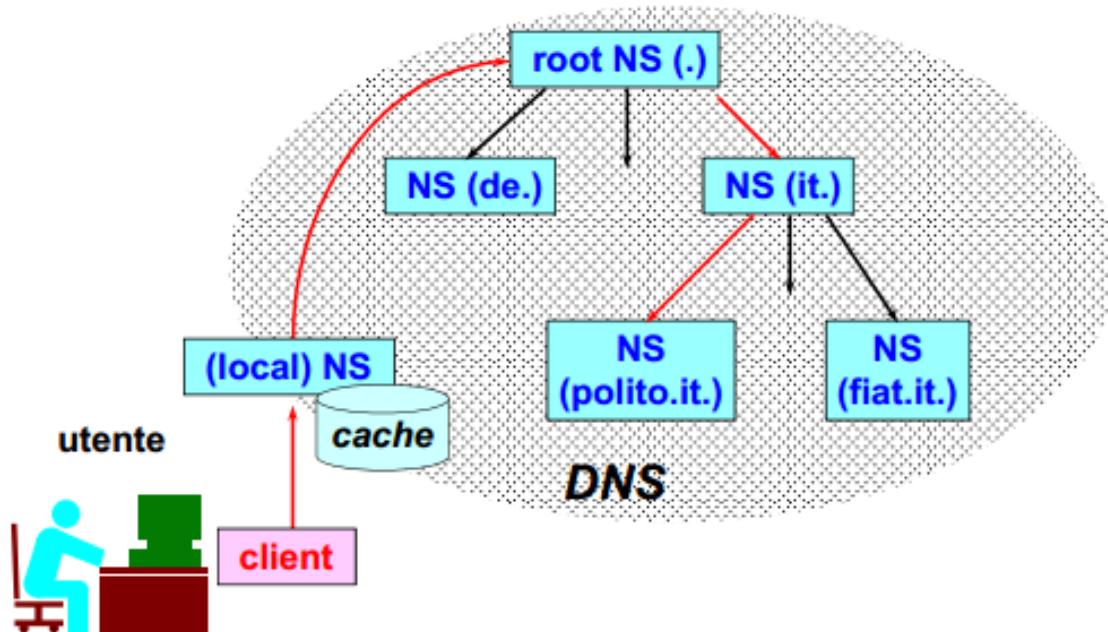 root NS (.)
NS (de.)
NS (it.)
NS
(polito.it.)
NS
(fiat.it.)
(local) NS
cache
utente
DNS
client